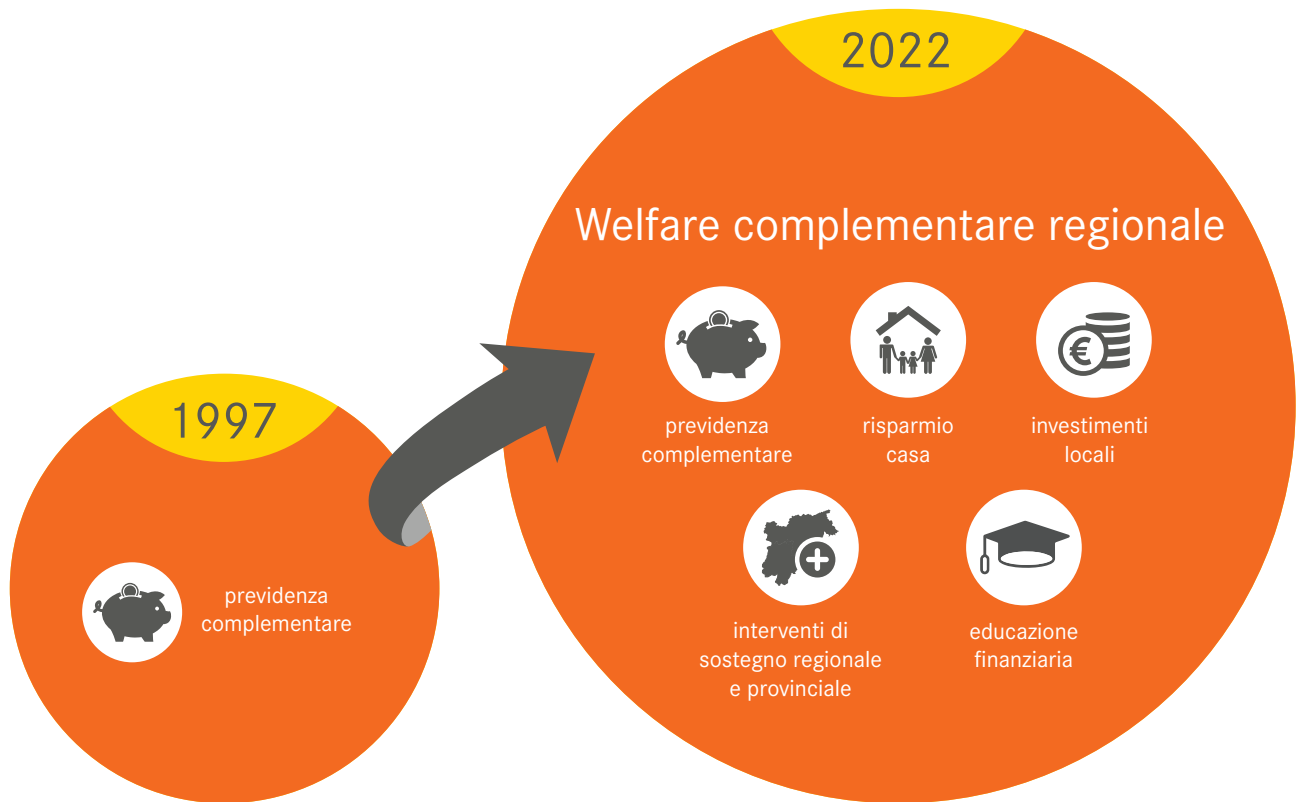 1997
previdenza
complementare
2022
Welfare complementare regionale
previdenza
complementare
risparmio
casa
investimenti
locali
interventi di
sostegno regionale
e provinciale
educazione
finanziaria